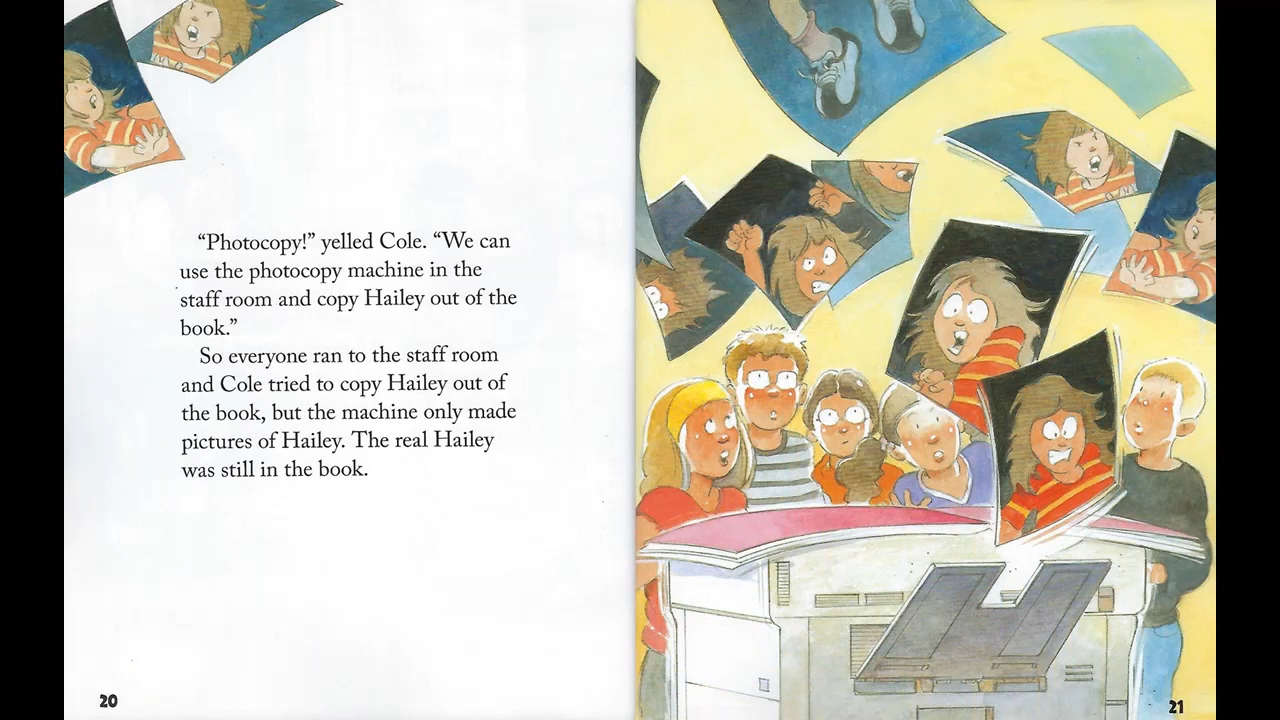 “Photocopy!” yelled Cole. “We can
use the photocopy machine in the
staff room and copy Hailey out of the
book.”
So everyone ran to the staff room
and Cole tried to copy Hailey out of
the book, but the machine only made
pictures of Hailey. The real Hailey
was still in the book.
20
21